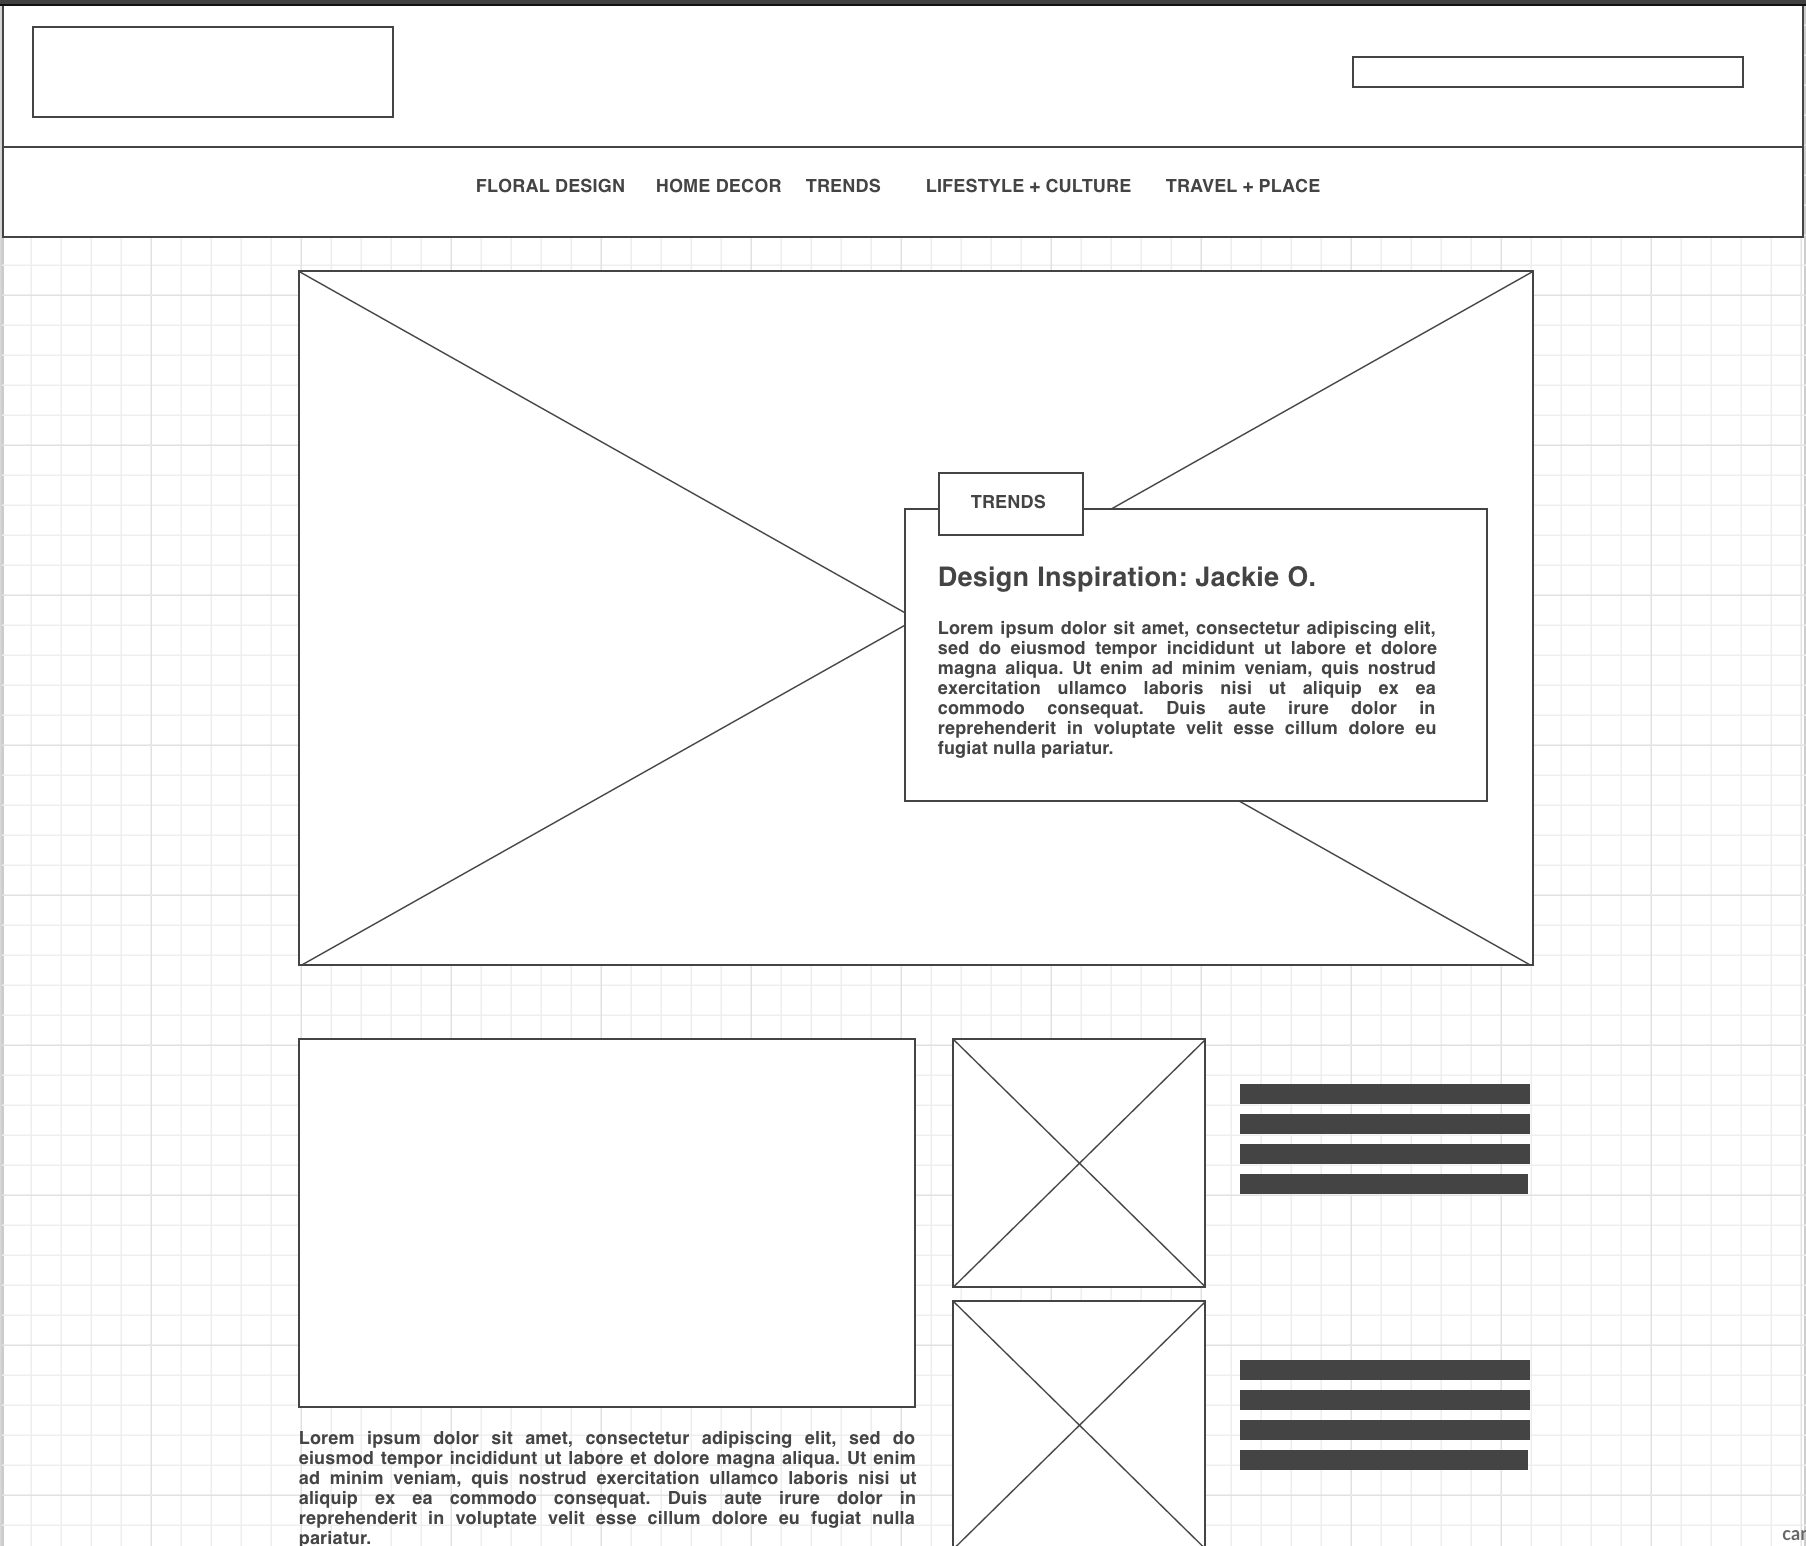 FLORAL DESIGN HOME DECOR TRENDS LIFESTYLE + CULTURE TRAVEL + PLACE
TRENDS
Design Inspiration: Jackie O.
Lorem ipsum dolor sit amet, consectetur adipiscing elit,
sed do eiusmod tempor incididunt ut labore et dolore
magna aliqua. Ut enim ad minim veniam, quis nostrud
exercitation ullamco laboris nisi ut aliquip ex ea
commodo consequat. Duis aute irure dolor in
reprehenderit in voluptate velit esse cillum dolore eu
fugiat nulla pariatur.
Lorem ipsum dolor sit amet, consectetur adipiscing elit, sed do
eiusmod tempor incididunt ut labore et dolore magna aliqua. Ut enim
ad minim veniam, quis nostrud exercitation ullamco laboris nisi ut
aliquip ex ea commodo consequat. Duis aute irure dolor in
reprehenderit in voluptate velit esse cillum dolore eu fugiat nulla
pariatur.